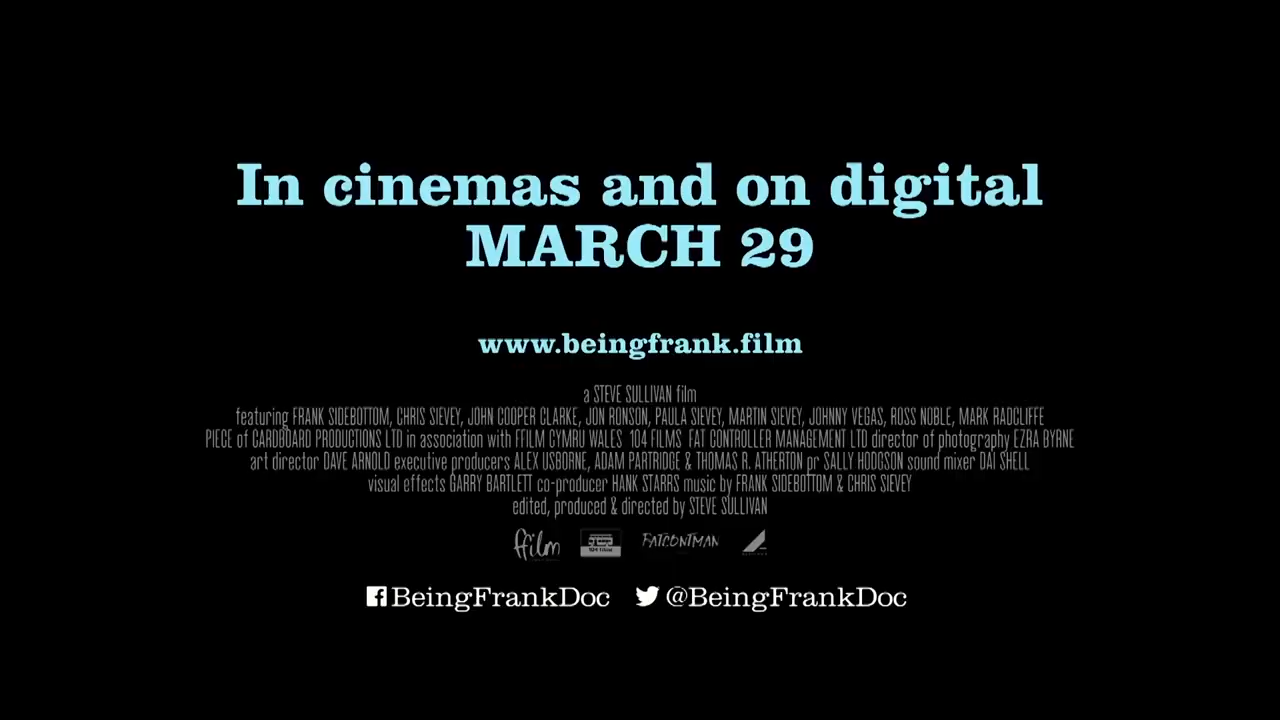 In cinemas and on digital
MARCH 29
www.beingfrank.film
a STEVE SULLIVAN film
featuring FRANK SIDEBOTTOM, CHRIS SIEVEY, JOHN COOPER CLARKE, JON RONSON, PAULA SIEVEY, MARTIN SIEVEY, JOHNNY VEGAS, ROSS NOBLE, MARK RADCLIFFE
PIECE of CARDBOARD PRODUCTIONS LTD in association with FFILM CYMRU WALES 104 FILMS FAT CONTROLLER MANAGEMENT LTD director of photography EZRA BYRNE
art director DAVE ARNOLD executive producers ALEX USBORNE, ADAM PARTRIDGE & THOMAS R. ATHERTON pr SALLY HODGSON sound mixer DAI SHELL
visual effects GARRY BARTLETT co-producer HANK STARRS music by FRANK SIDEBOTTOM & CHRIS SIEVEY
edited, produced & directed by STEVE SULLIVAN
ffilm FATCONTMAN
BeingFrankDoc @BeingFrankDoc